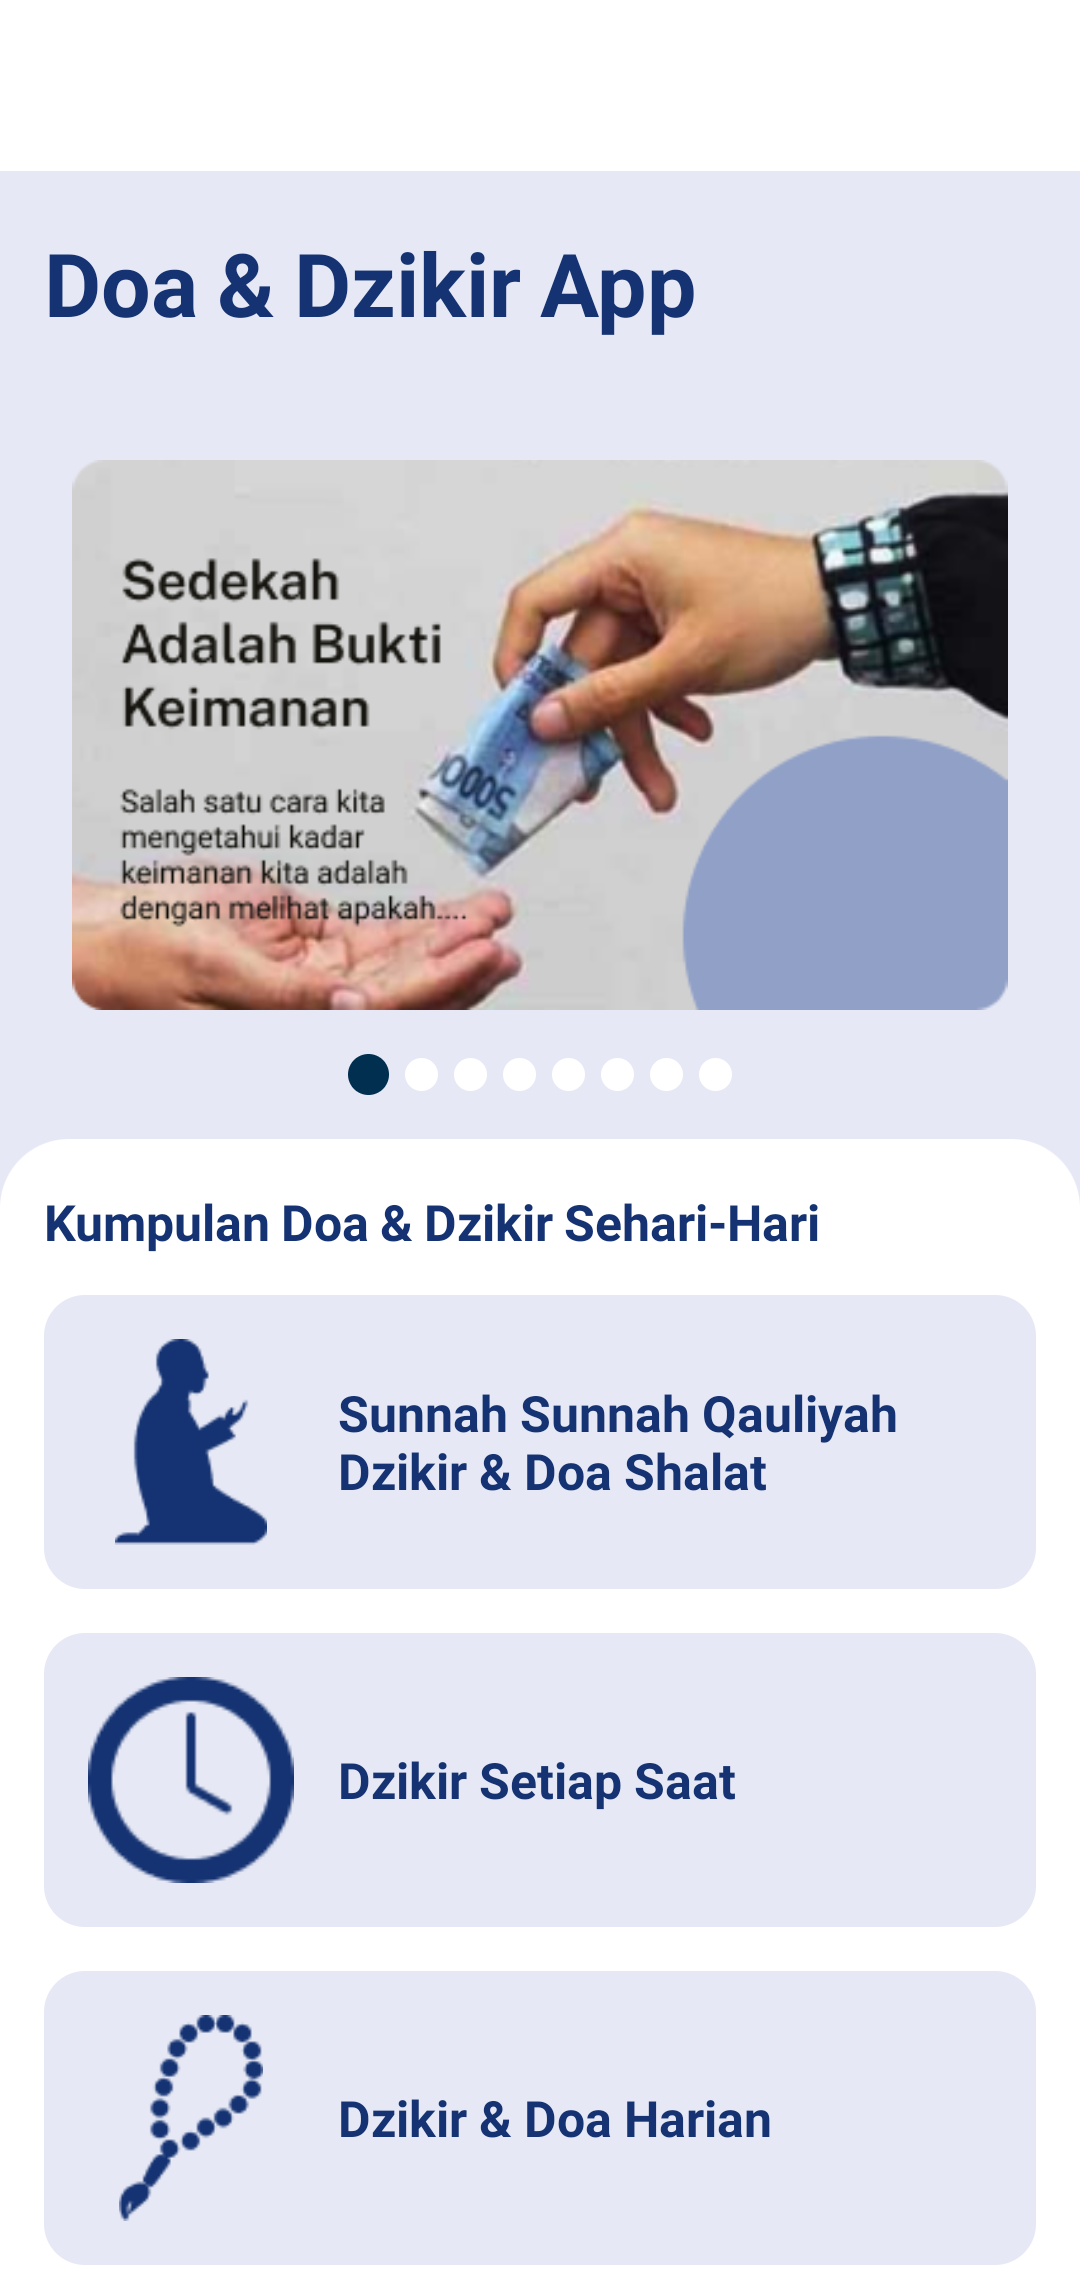 Doa & Dzikir App
Sedekah
Adalah Bukti
Keimanan
Salah satu cara kita
mengetahui kadar
keimanan kita adalah
dengan melihat apakah....
50000
Kumpulan Doa & Dzikir Sehari-Hari
Sunnah Sunnah Qauliyah
Dzikir & Doa Shalat
Dzikir Setiap Saat
Dzikir & Doa Harian